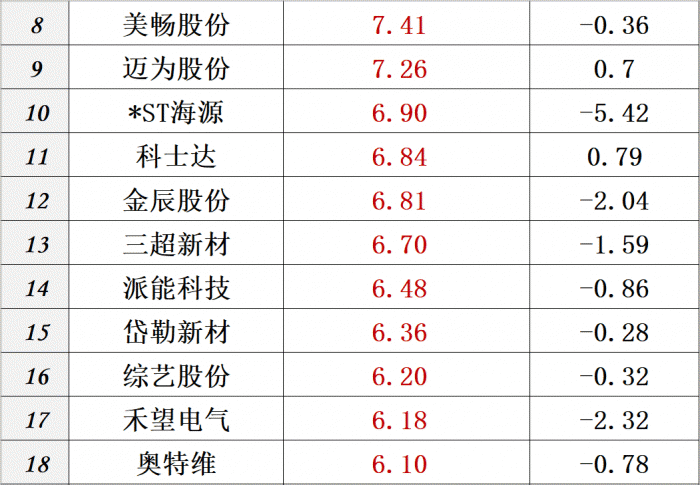 8 美畅股份 7.41 -0.36
9 迈为股份 7.26 0.7
10 *ST海源 6.90 -5.42
11 科士达 6.84 0.79
12 金辰股份 6.81 -2.04
13 三超新材 6.70 -1.59
14 派能科技 6.48 -0.86
15 岱勒新材 6.36 -0.28
16 综艺股份 6.20 -0.32
17 禾望电气 6.18 -2.32
18 奥特维 6.10 -0.78